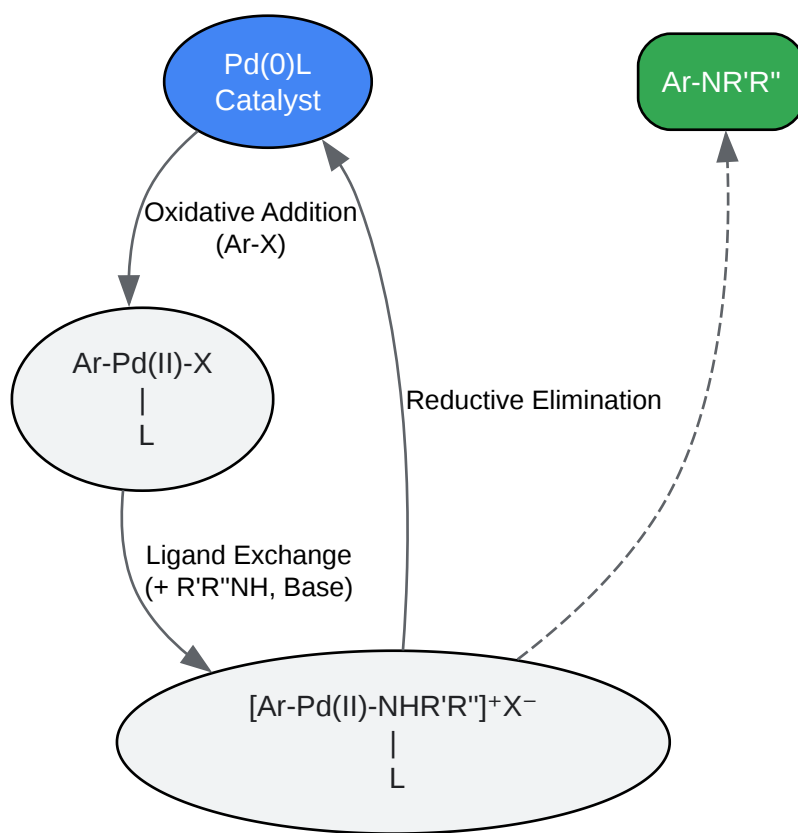 Pd(0)L
Catalyst
Ar-NR'R"
Oxidative Addition
(Ar-X)
Ar-Pd(II)-X
|
L
Reductive Elimination
Ligand Exchange
(+ R'R"NH, Base)
[Ar-Pd(II)-NHR'R"]⁺X⁻
|
L